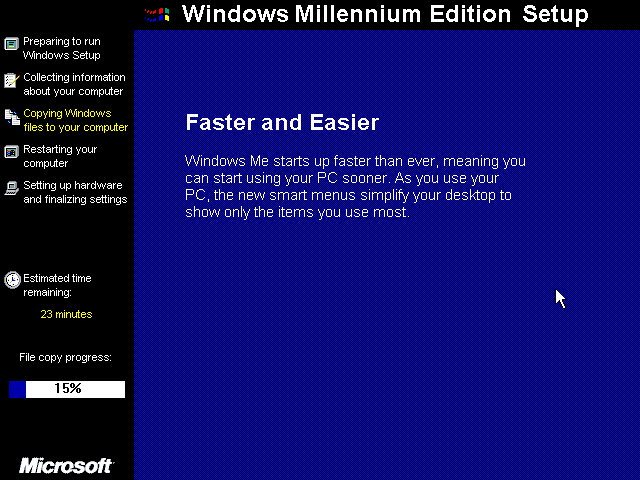 Windows Millennium Edition Setup
Preparing to run
Windows Setup
Collecting information
about your computer
Copying Windows
files to your computer
Restarting your
computer
Setting up hardware
and finalizing settings
Estimated time
remaining:
23 minutes
File copy progress:
15%
Microsoft
Faster and Easier
Windows Me starts up faster than ever, meaning you
can start using your PC sooner. As you use your
PC, the new smart menus simplify your desktop to
show only the items you use most.